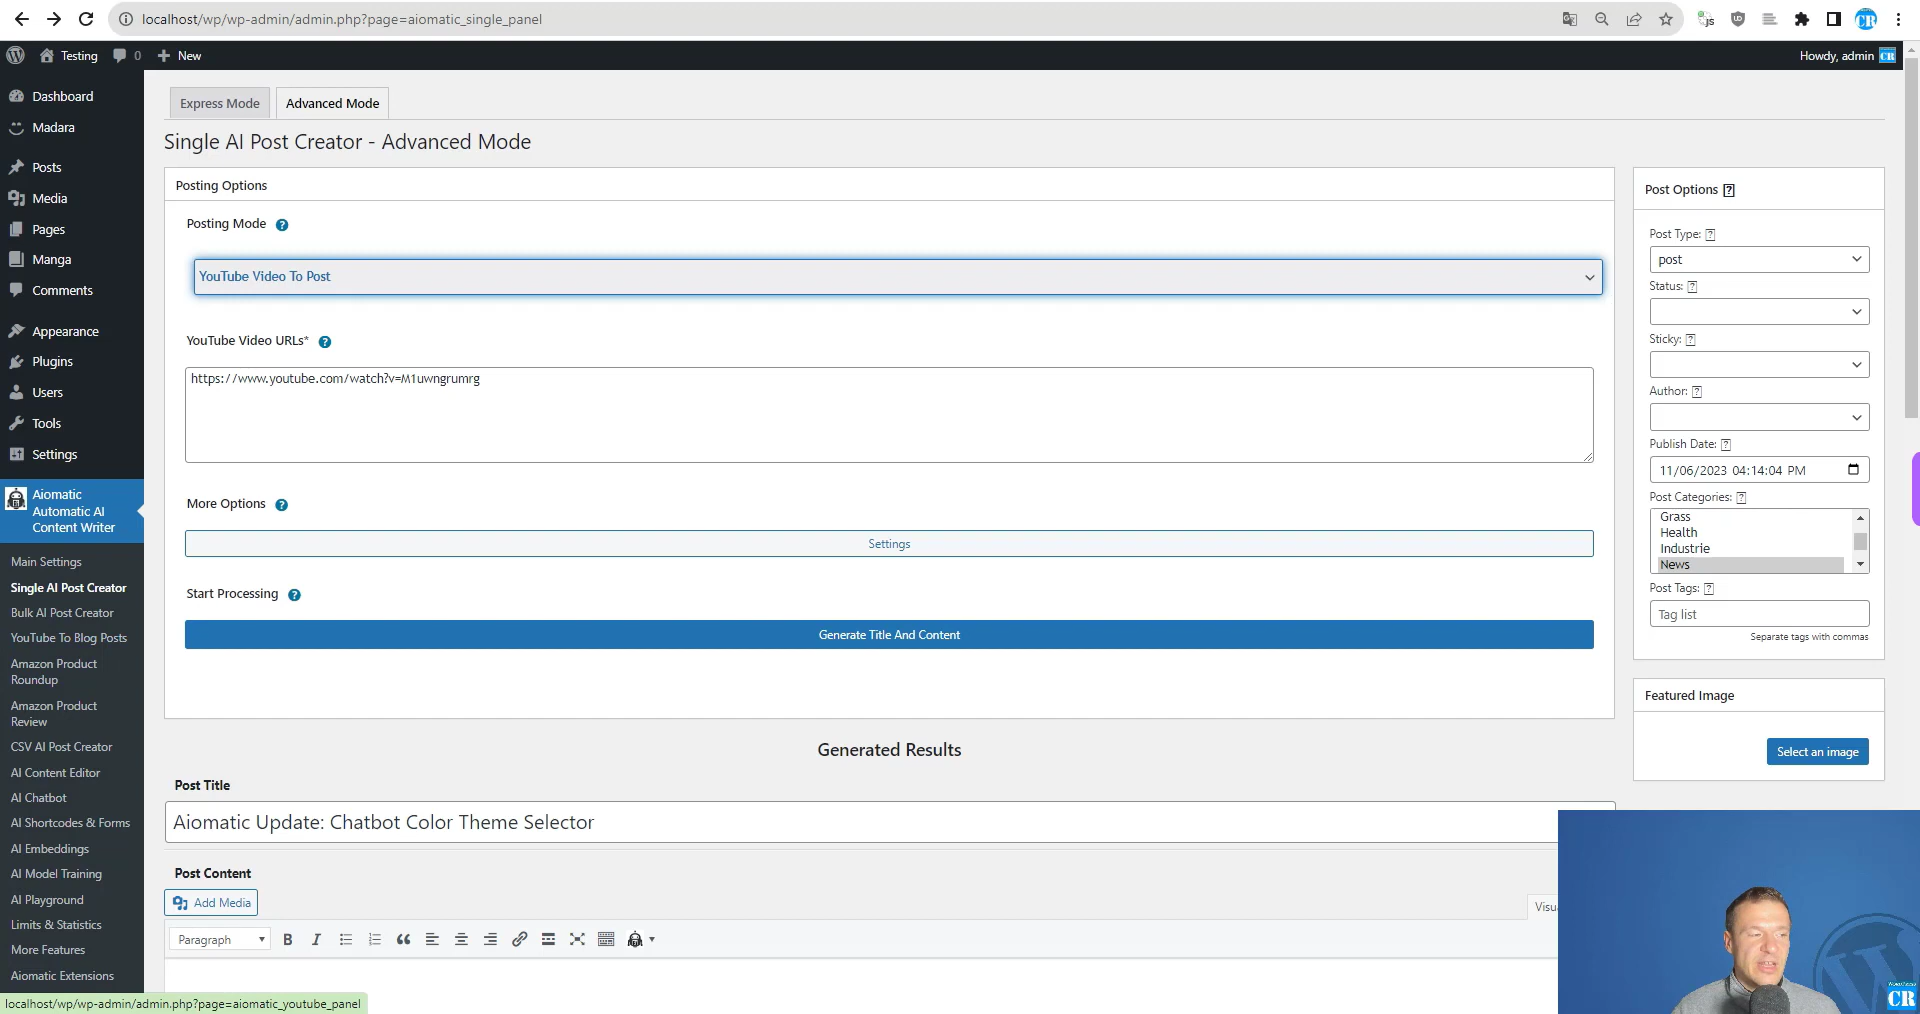 localhost/wp/wp-admin/admin.php?page=aiomatic_single_panel
Testing
0
New
Howdy, admin
Dashboard
Madara
Posts
Media
Pages
Manga
Comments
Appearance
Plugins
Users
Tools
Settings
Aiomatic
Automatic AI
Content Writer
Main Settings
Single AI Post Creator
Bulk AI Post Creator
YouTube To Blog Posts
Amazon Product
Roundup
Amazon Product
Review
CSV AI Post Creator
AI Content Editor
AI Chatbot
AI Shortcodes & Forms
AI Embeddings
AI Model Training
AI Playground
Limits & Statistics
More Features
Aiomatic Extensions
localhost/wp/wp-admin/admin.php?page=aiomatic_youtube_panel
Express Mode
Advanced Mode
Single AI Post Creator - Advanced Mode
Posting Options
Posting Mode ?
YouTube Video To Post
YouTube Video URLs* ?
https://www.youtube.com/watch?v=M1uwngrumrg
More Options ?
Settings
Start Processing ?
Generate Title And Content
Generated Results
Post Title
Aiomatic Update: Chatbot Color Theme Selector
Post Content
Add Media
Visu
Paragraph
B I
Post Options ?
Post Type: ?
post
Status: ?
Sticky: ?
Author: ?
Publish Date: ?
11/06/2023 04:14:04 PM
Post Categories: ?
Grass
Health
Industrie
News
Post Tags: ?
Tag list
Separate tags with commas
Featured Image
Select an image
CR